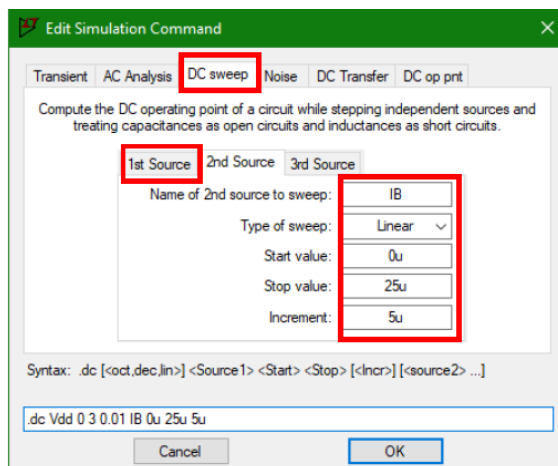 Edit Simulation Command
Transient AC Analysis DC sweep Noise DC Transfer DC op pnt
Compute the DC operating point of a circuit while stepping independent sources and
treating capacitances as open circuits and inductances as short circuits.
1st Source 2nd Source 3rd Source
Name of 2nd source to sweep: IB
Type of sweep: Linear
Start value: 0u
Stop value: 25u
Increment: 5u
Syntax: .dc [<oct,dec,lin>] <Source1> <Start> <Stop> [<Incr>] [<source2> ...]
.dc Vdd 0 3 0.01 IB 0u 25u 5u
Cancel OK